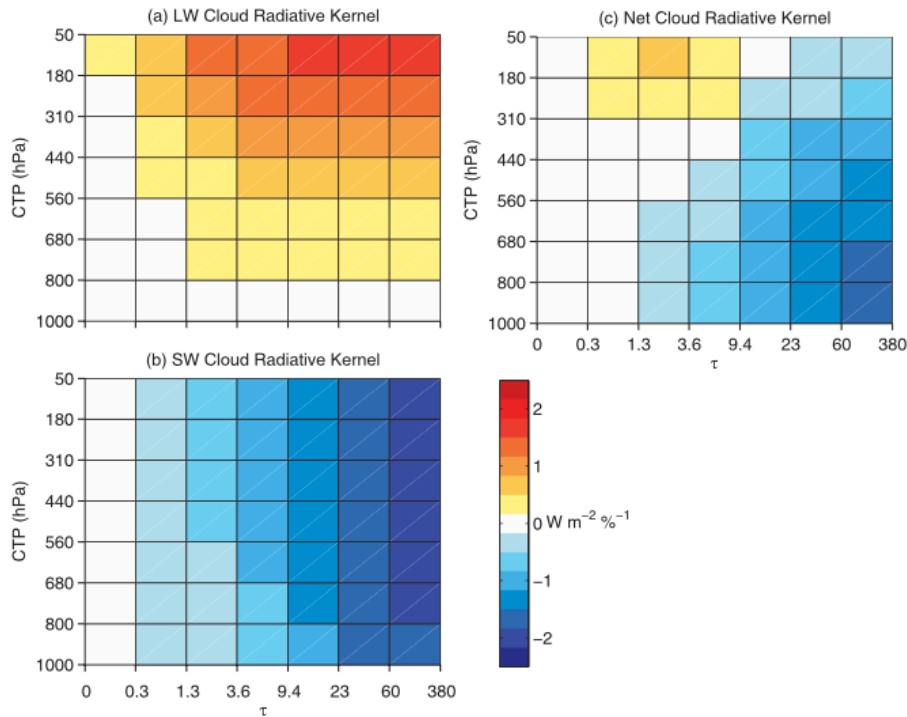 (a) LW Cloud Radiative Kernel
50
180
310
440
560
680
800
1000
CTP (hPa)
(b) SW Cloud Radiative Kernel
50
180
310
440
560
680
800
1000
CTP (hPa)
0 0.3 1.3 3.6 9.4 23 60 380
τ
(c) Net Cloud Radiative Kernel
50
180
310
440
560
680
800
1000
CTP (hPa)
0 0.3 1.3 3.6 9.4 23 60 380
τ
2
1
0 W m⁻² %⁻¹
−1
−2